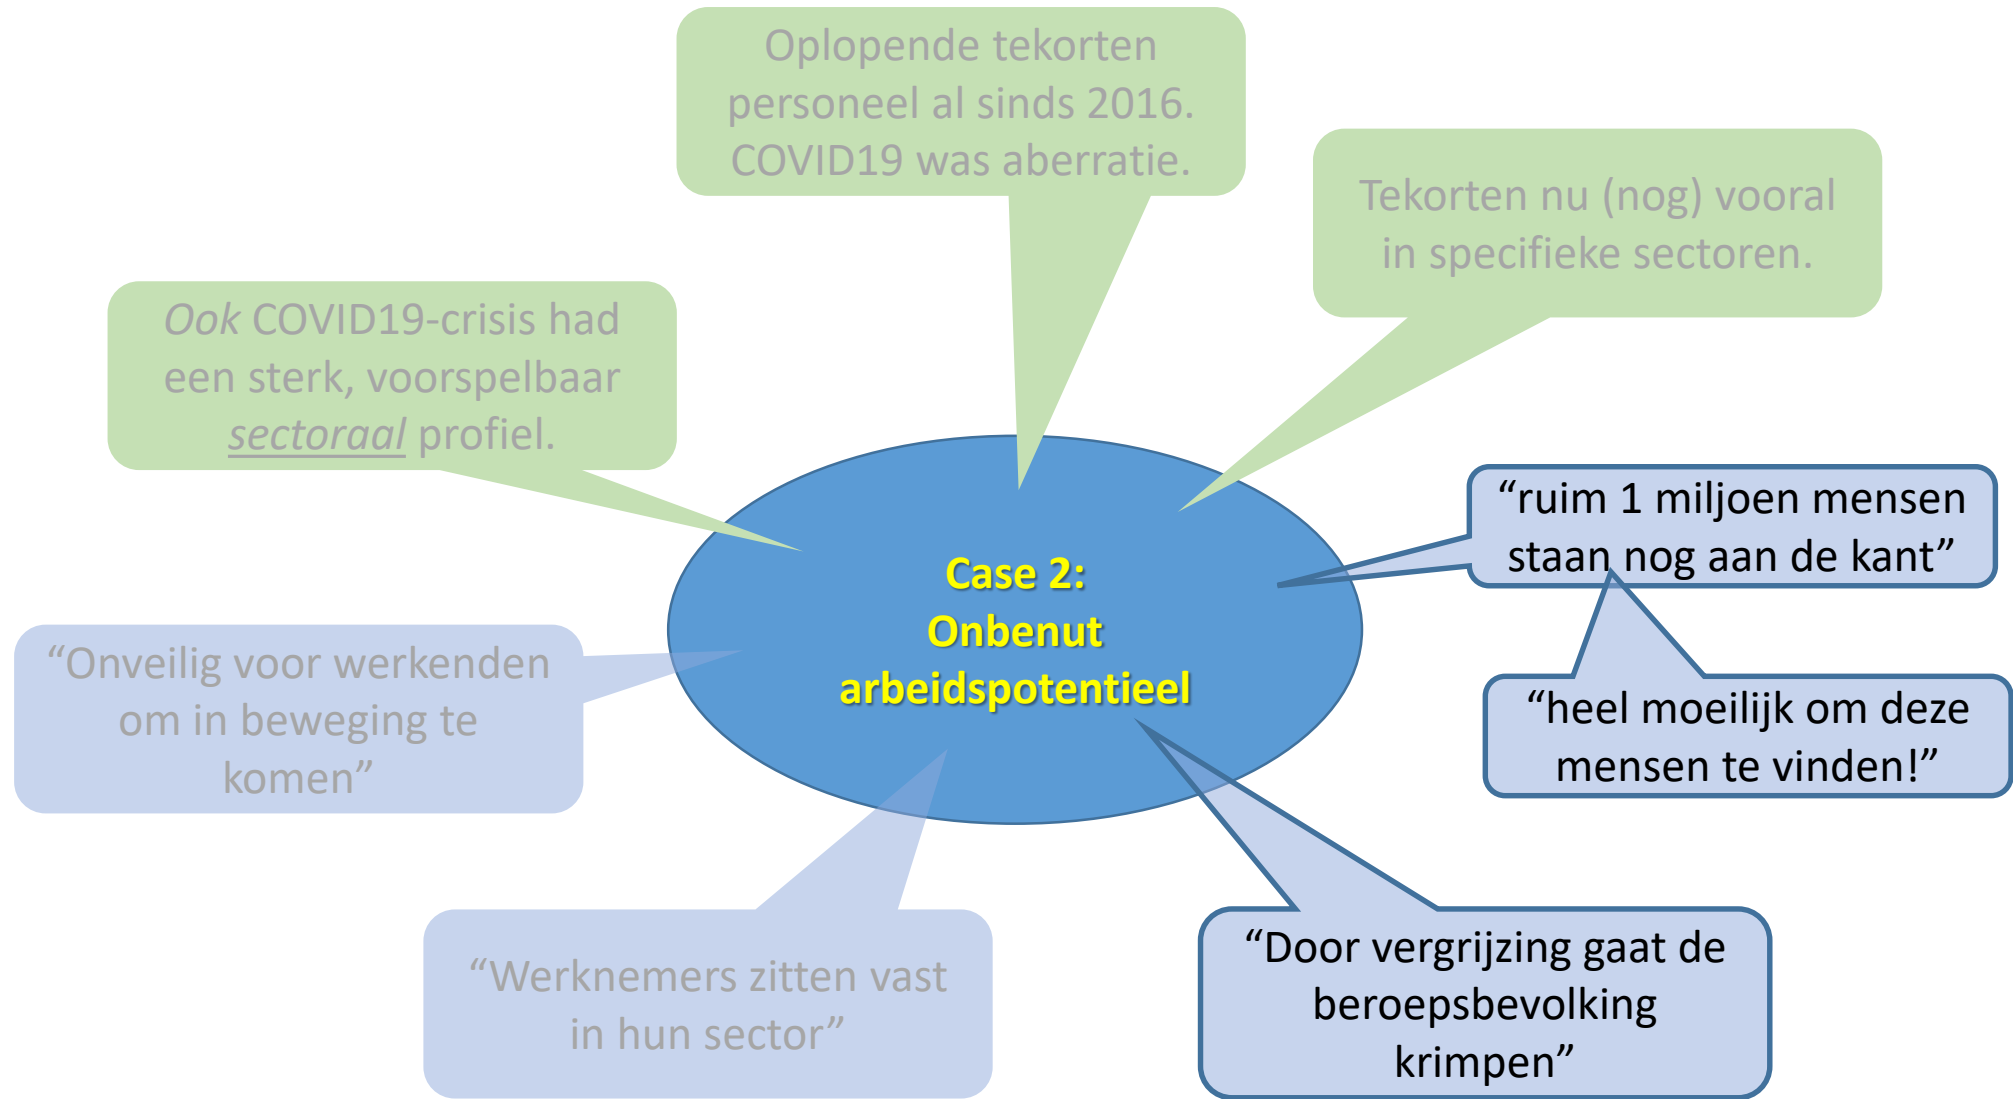 Oplopende tekorten
personeel al sinds 2016.
COVID19 was aberratie.
Tekorten nu (nog) vooral
in specifieke sectoren.
Ook COVID19-crisis had
een sterk, voorspelbaar
sectoraal profiel.
“ruim 1 miljoen mensen
staan nog aan de kant”
Case 2:
Onbenut
arbeidspotentieel
“Onveilig voor werkenden
om in beweging te
komen”
“heel moeilijk om deze
mensen te vinden!”
“Werknemers zitten vast
in hun sector”
“Door vergrijzing gaat de
beroepsbevolking
krimpen”